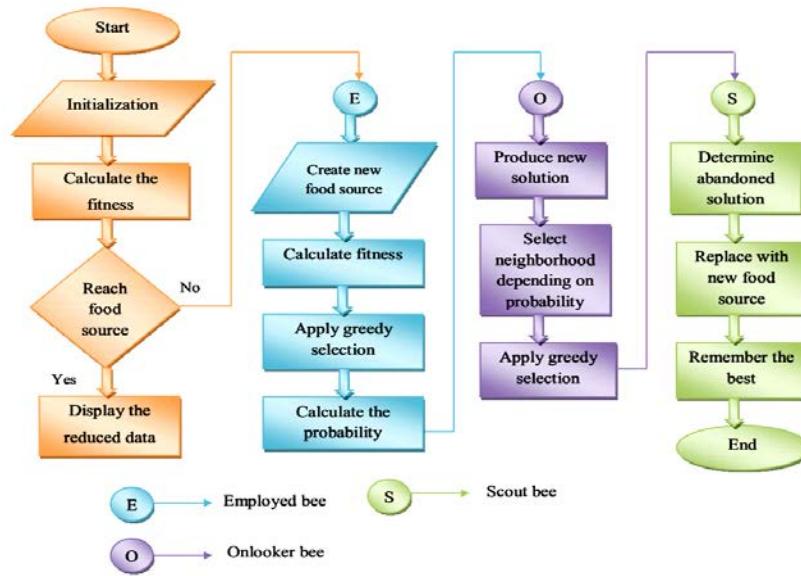 Start
Initialization
Calculate the
fitness
Reach
food
source
No
Yes
Display the
reduced data
E
Create new
food source
Calculate fitness
Apply greedy
selection
Calculate the
probability
O
Produce new
solution
Select
neighborhood
depending on
probability
Apply greedy
selection
S
Determine
abandoned
solution
Replace with
new food
source
Remember the
best
End
E
Employed bee
S
Scout bee
O
Onlooker bee